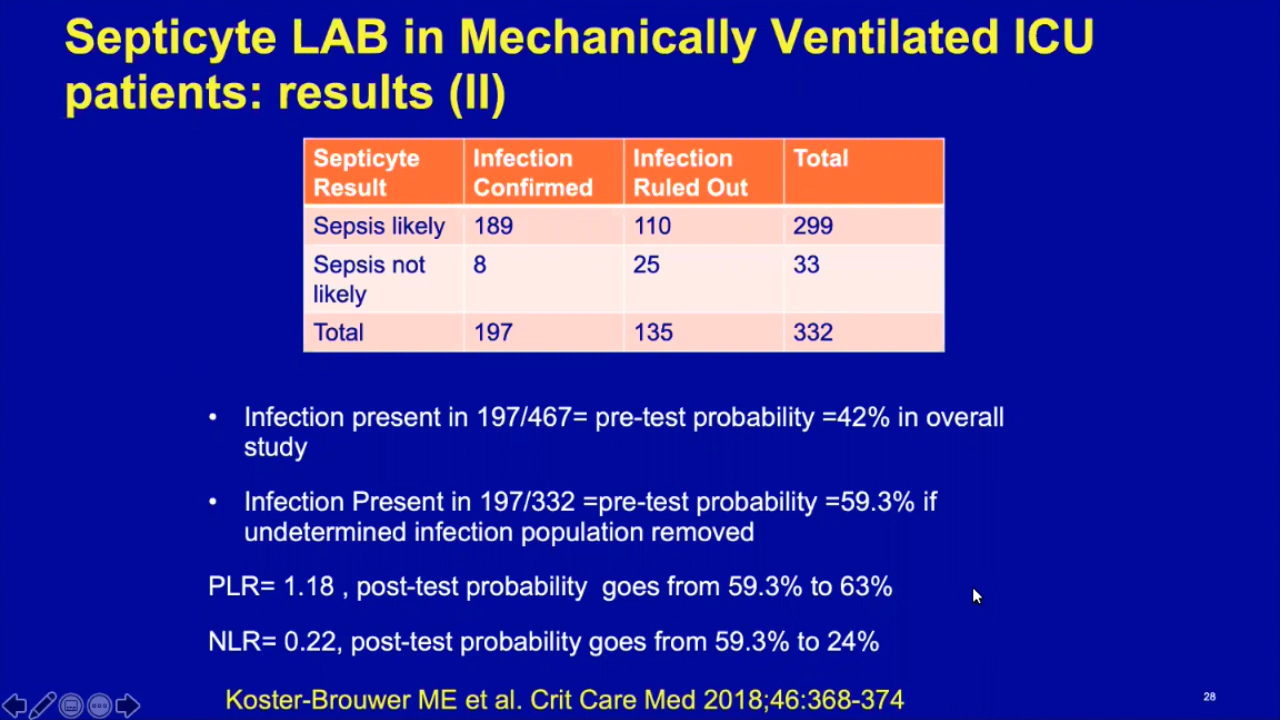 Septicyte LAB in Mechanically Ventilated ICU
patients: results (II)
Septicyte Result Infection Confirmed Infection Ruled Out Total
Sepsis likely 189 110 299
Sepsis not likely 8 25 33
Total 197 135 332
• Infection present in 197/467= pre-test probability =42% in overall
study
• Infection Present in 197/332 =pre-test probability =59.3% if
undetermined infection population removed
PLR= 1.18 , post-test probability goes from 59.3% to 63%
NLR= 0.22, post-test probability goes from 59.3% to 24%
Koster-Brouwer ME et al. Crit Care Med 2018;46:368-374
28